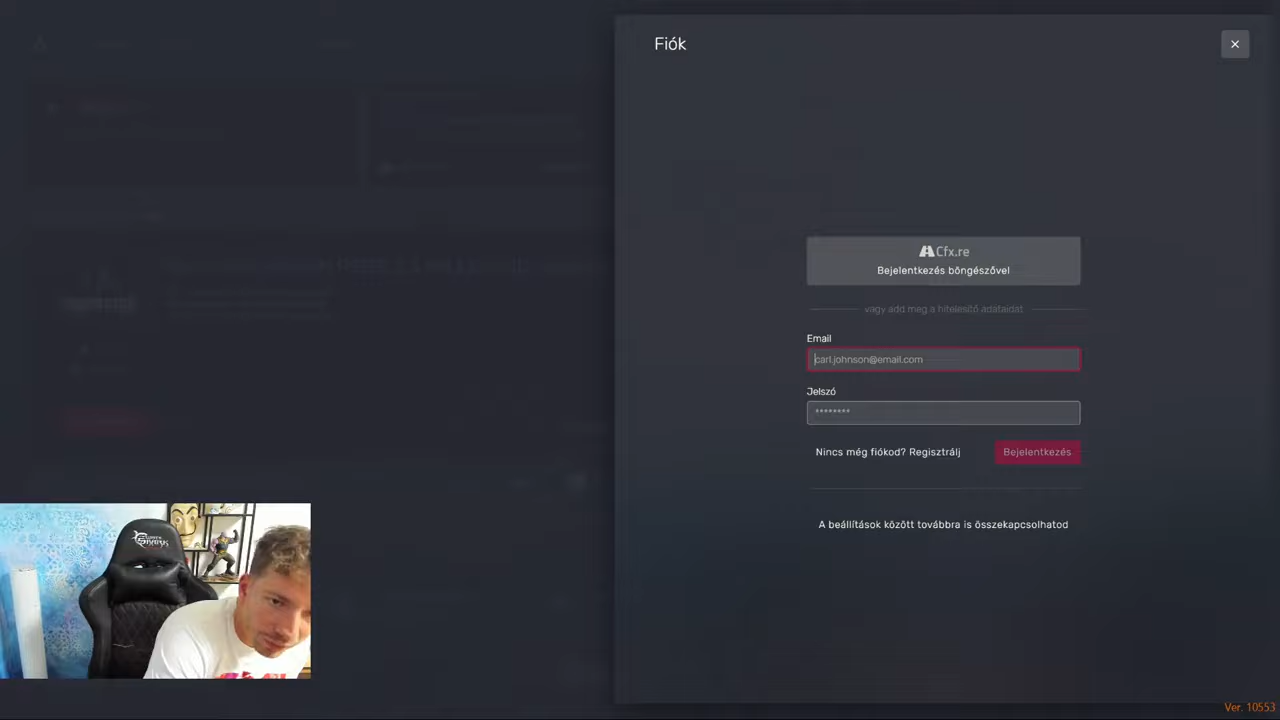 Fiók
Cfx.re
Bejelentkezés böngészővel
vagy add meg a hitelesítő adataidat
Email
carl.johnson@email.com
Jelszó
********
Nincs még fiókod? Regisztrálj
Bejelentkezés
A beállítások között továbbra is összekapcsolhatod
Ver. 10553